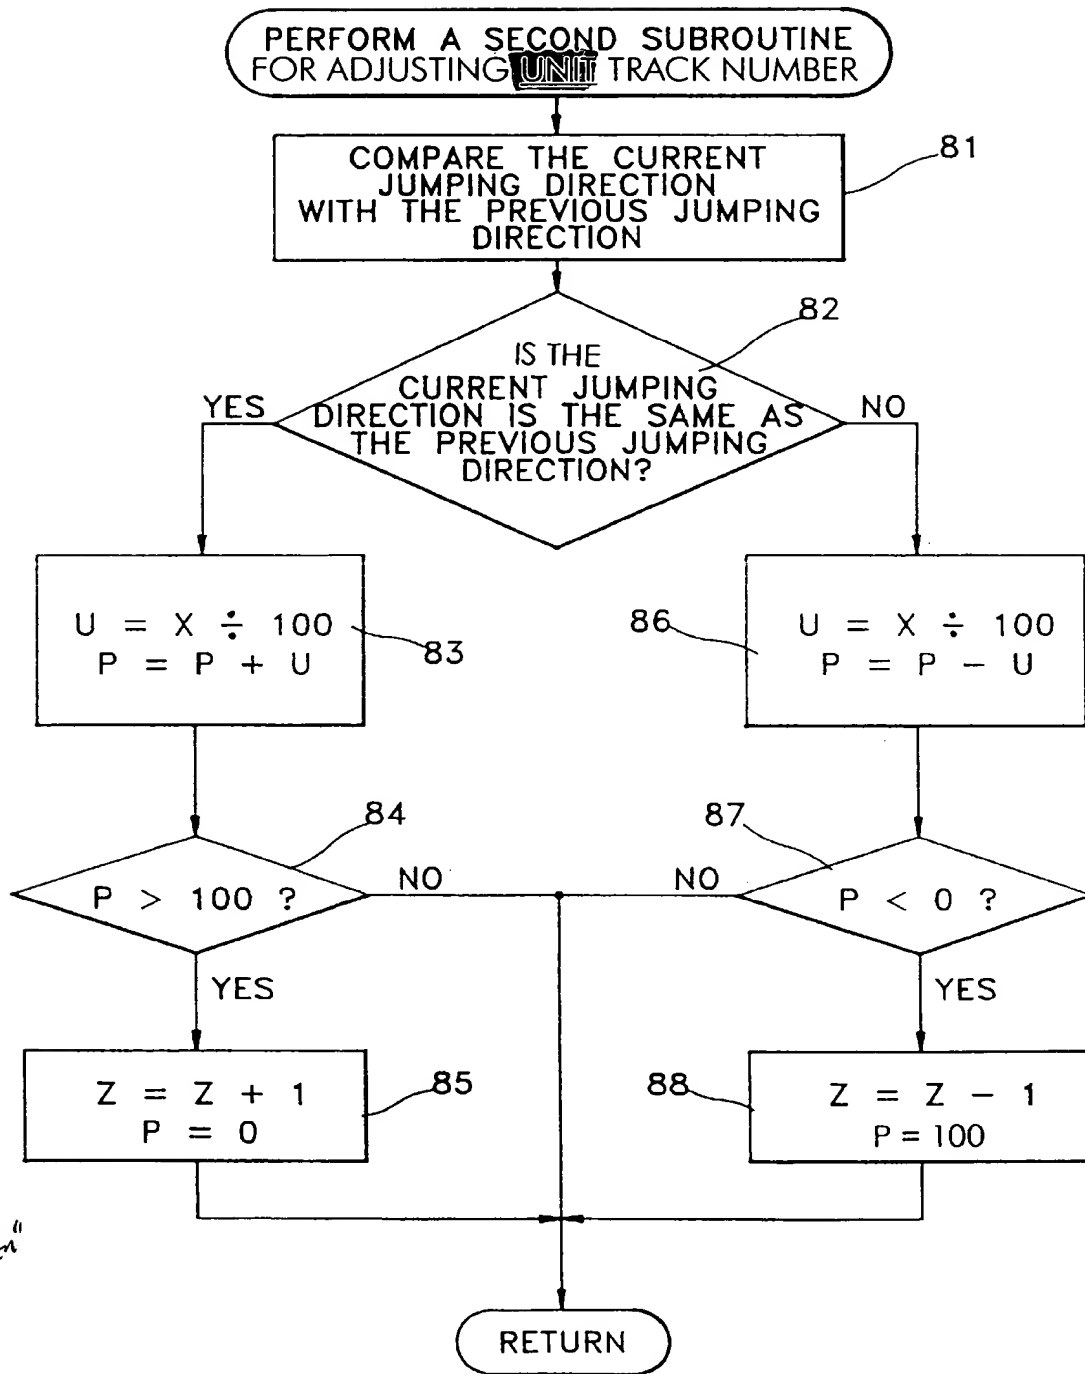 PERFORM A SECOND SUBROUTINE
FOR ADJUSTING UNIT TRACK NUMBER
COMPARE THE CURRENT
JUMPING DIRECTION
WITH THE PREVIOUS JUMPING
DIRECTION
81
IS THE
CURRENT JUMPING
DIRECTION IS THE SAME AS
THE PREVIOUS JUMPING
DIRECTION?
82
YES
NO
U = X ÷ 100
P = P + U
83
86
U = X ÷ 100
P = P - U
84
P > 100 ?
NO
87
NO
P < 0 ?
YES
YES
Z = Z + 1
P = 0
85
88
Z = Z - 1
P = 100
RETURN